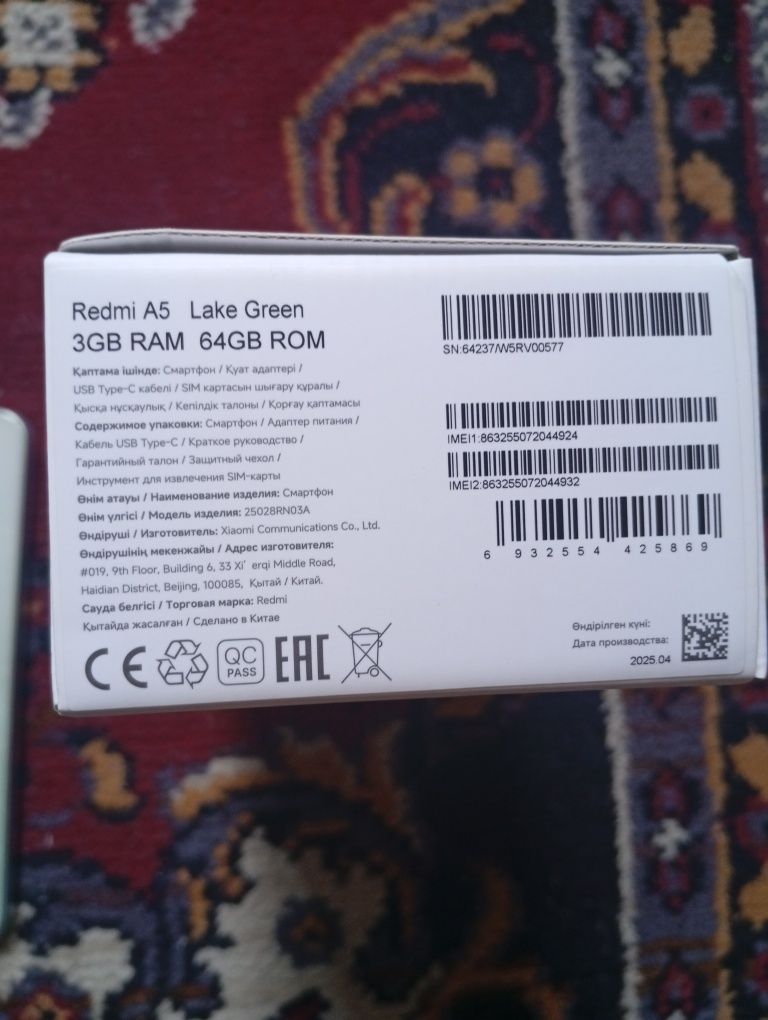 Redmi A5 Lake Green
3GB RAM 64GB ROM
Қаптама ішінде: Смартфон / Қуат адаптері /
USB Type-C кабелі / SIM картасын шығару құралы /
Қысқа нұсқаулық / Кепілдік талоны / Қорғау қаптамасы
Содержимое упаковки: Смартфон / Адаптер питания /
Кабель USB Type-C / Краткое руководство /
Гарантийный талон / Защитный чехол /
Инструмент для извлечения SIM-карты
Өнім атауы / Наименование изделия: Смартфон
Өнім үлгісі / Модель изделия: 25028RN03A
Өндіруші / Изготовитель: Xiaomi Communications Co., Ltd.
Өндірушінің мекенжайы / Адрес изготовителя:
#019, 9th Floor, Building 6, 33 Xi' erqi Middle Road,
Haidian District, Beijing, 100085, Қытай / Китай.
Сауда белгісі / Торговая марка: Redmi
Қытайда жасалған / Сделано в Китае
CE
QC
PASS
EAC
SN:64237/W5RV00577
IMEI1:863255072044924
IMEI2:863255072044932
6 932554 425869
Өндірілген күні:
Дата производства:
2025.04